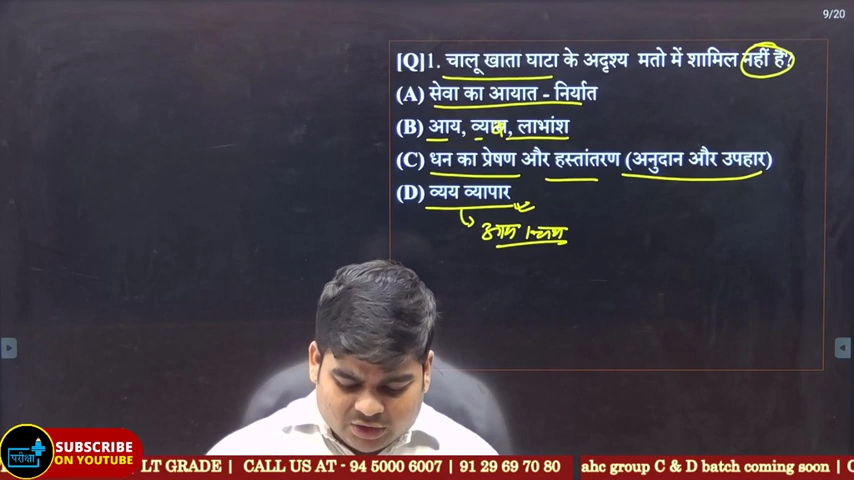 9/20
[Q]1. चालू खाता घाटा के अदृश्य मतो में शामिल नहीं है?
(A) सेवा का आयात - निर्यात
(B) आय, व्याज, लाभांश
(C) धन का प्रेषण और हस्तांतरण (अनुदान और उपहार)
(D) व्यय व्यापार
परीक्षा
SUBSCRIBE
ON YOUTUBE
LT GRADE | CALL US AT - 94 5000 6007 | 91 29 69 70 80
ahc group C & D batch coming soon |